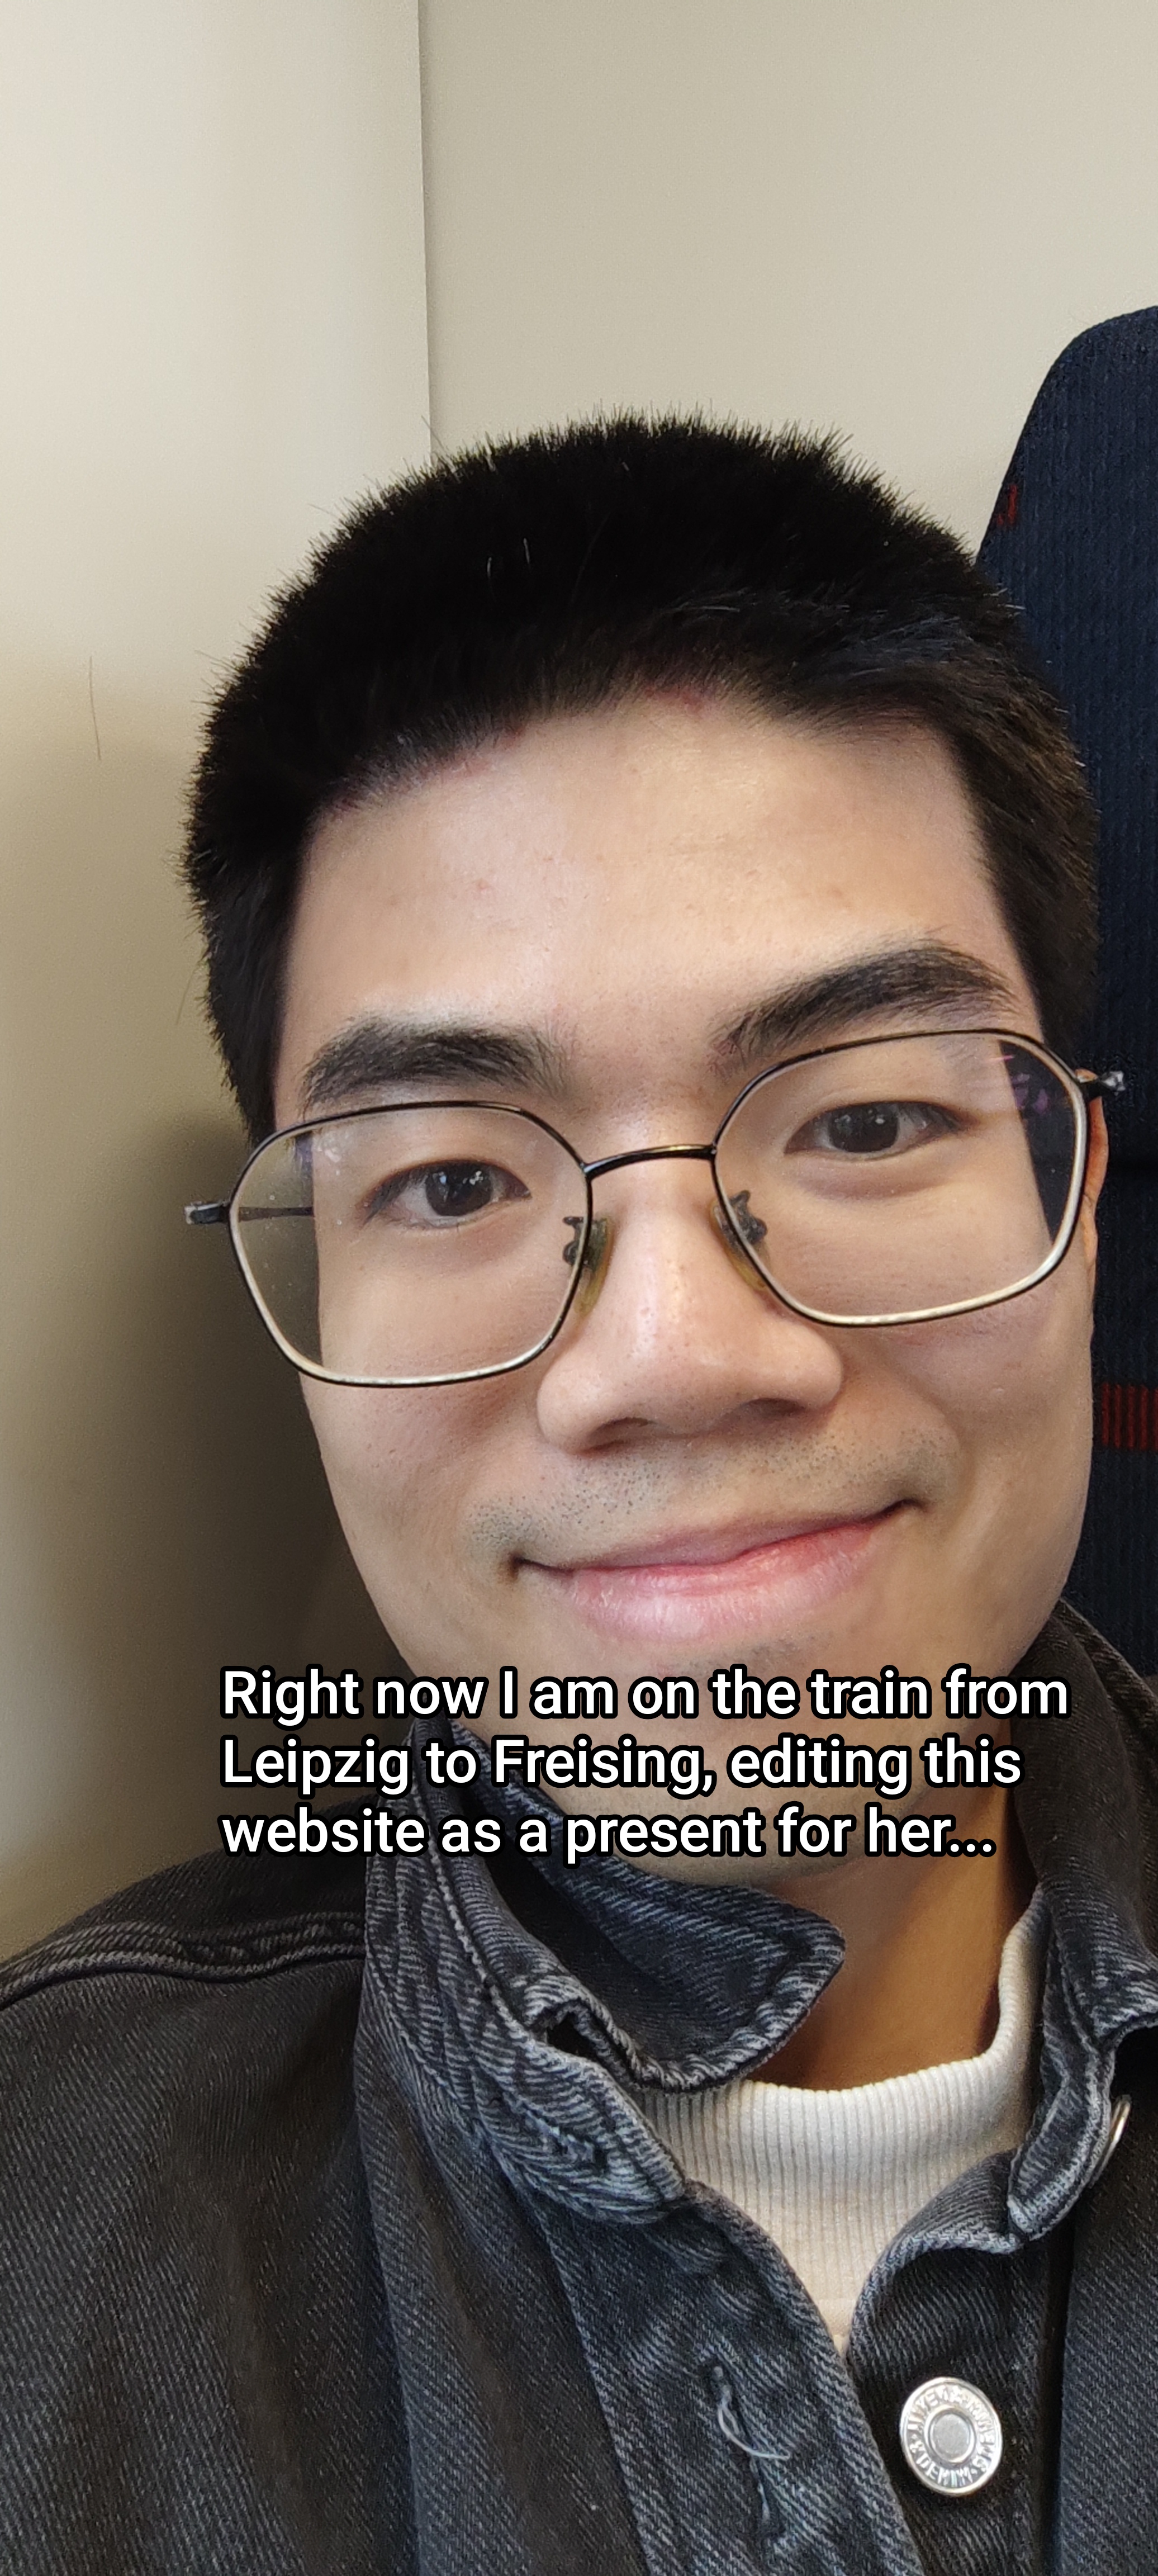 Right now I am on the train from
Leipzig to Freising, editing this
website as a present for her...